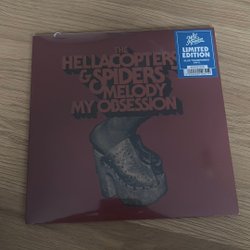 THE
HELLACOPTERS
& SPIDERS
MELODY
MY OBSESSION
LIMITED
EDITION